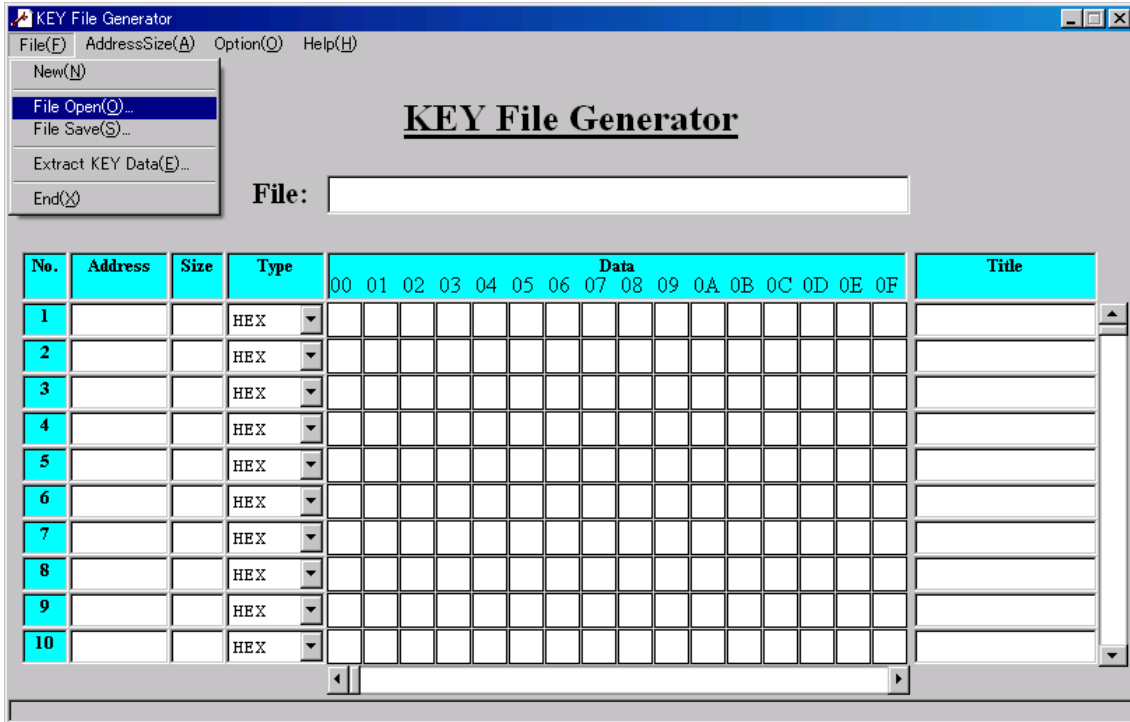 KEY File Generator
File(F) AddressSize(A) Option(O) Help(H)
New(N)
File Open(O)...
File Save(S)...
Extract KEY Data(E)...
End(X)
KEY File Generator
File:
No. Address Size Type Data Title
00 01 02 03 04 05 06 07 08 09 0A 0B 0C 0D 0E 0F
1 HEX
2 HEX
3 HEX
4 HEX
5 HEX
6 HEX
7 HEX
8 HEX
9 HEX
10 HEX